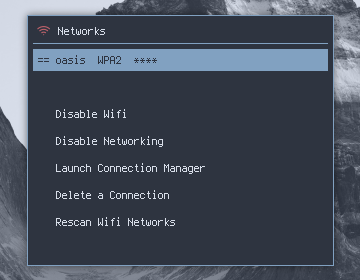 Networks
== oasis  WPA2  ****
Disable Wifi
Disable Networking
Launch Connection Manager
Delete a Connection
Rescan Wifi Networks